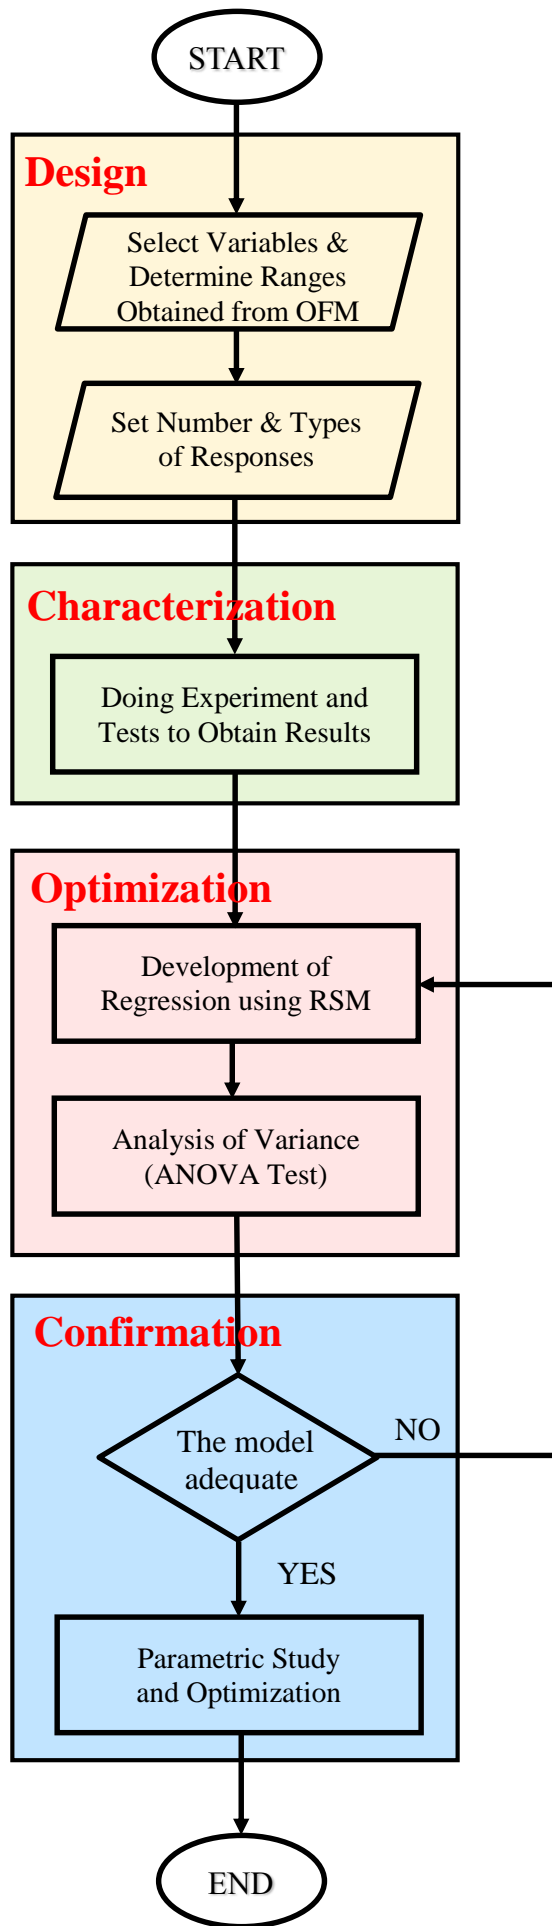 START
Design
Select Variables &
Determine Ranges
Obtained from OFM
Set Number & Types
of Responses
Characterization
Doing Experiment and
Tests to Obtain Results
Optimization
Development of
Regression using RSM
Analysis of Variance
(ANOVA Test)
Confirmation
The model
adequate
NO
YES
Parametric Study
and Optimization
END